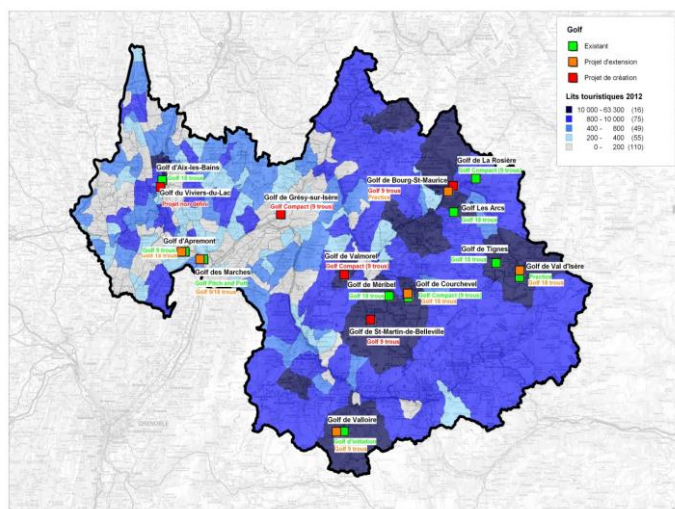 Golf
Existant
Projet d'extension
Projet de création
Lits touristiques 2012
10 000 - 63 300 (16)
800 - 10 000 (75)
400 - 800 (49)
200 - 400 (55)
0 - 200 (110)
Golf d'Aix-les-Bains
Golf 18 trous
Golf du Viviers-du-Lac
Projet non défini
Golf de La Rosière
Golf Compact (9 trous)
Golf de Bourg-St-Maurice
Golf 9 trous
Practice
Golf Les Arcs
Golf 18 trous
Golf de Grésy-sur-Isère
Golf Compact (9 trous)
Golf d'Apremont
Golf 9 trous
Golf 18 trous
Golf des Marches
Golf Pitch and Putt
Golf 9/18 trous
Golf de Tignes
Golf 18 trous
Golf de Val d'Isère
Practice
Golf 18 trous
Golf de Valmorel
Golf Compact (9 trous)
Golf de Méribel
Golf 18 trous
Golf de Courchevel
Golf Compact (9 trous)
Golf 18 trous
Golf de St-Martin-de-Belleville
Golf 9 trous
Golf de Valloire
Golf d'initiation
Golf 9 trous
GRENOBLE